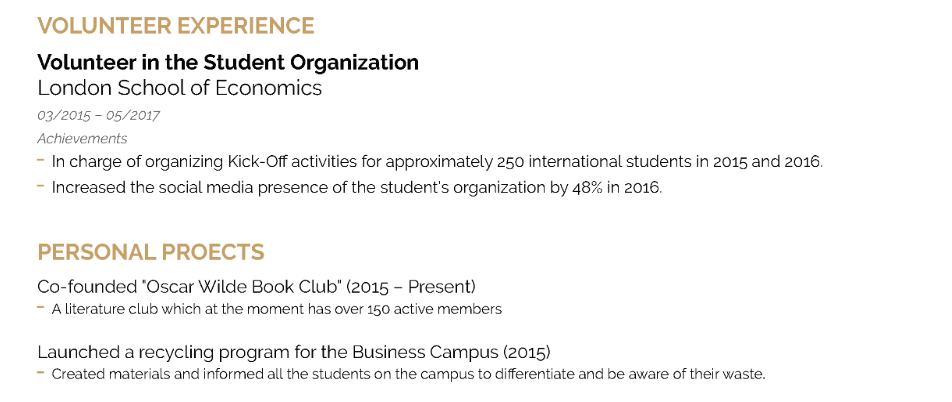 VOLUNTEER EXPERIENCE
Volunteer in the Student Organization
London School of Economics
03/2015 – 05/2017
Achievements
– In charge of organizing Kick-Off activities for approximately 250 international students in 2015 and 2016.
– Increased the social media presence of the student's organization by 48% in 2016.
PERSONAL PROECTS
Co-founded "Oscar Wilde Book Club" (2015 – Present)
– A literature club which at the moment has over 150 active members
Launched a recycling program for the Business Campus (2015)
– Created materials and informed all the students on the campus to differentiate and be aware of their waste.